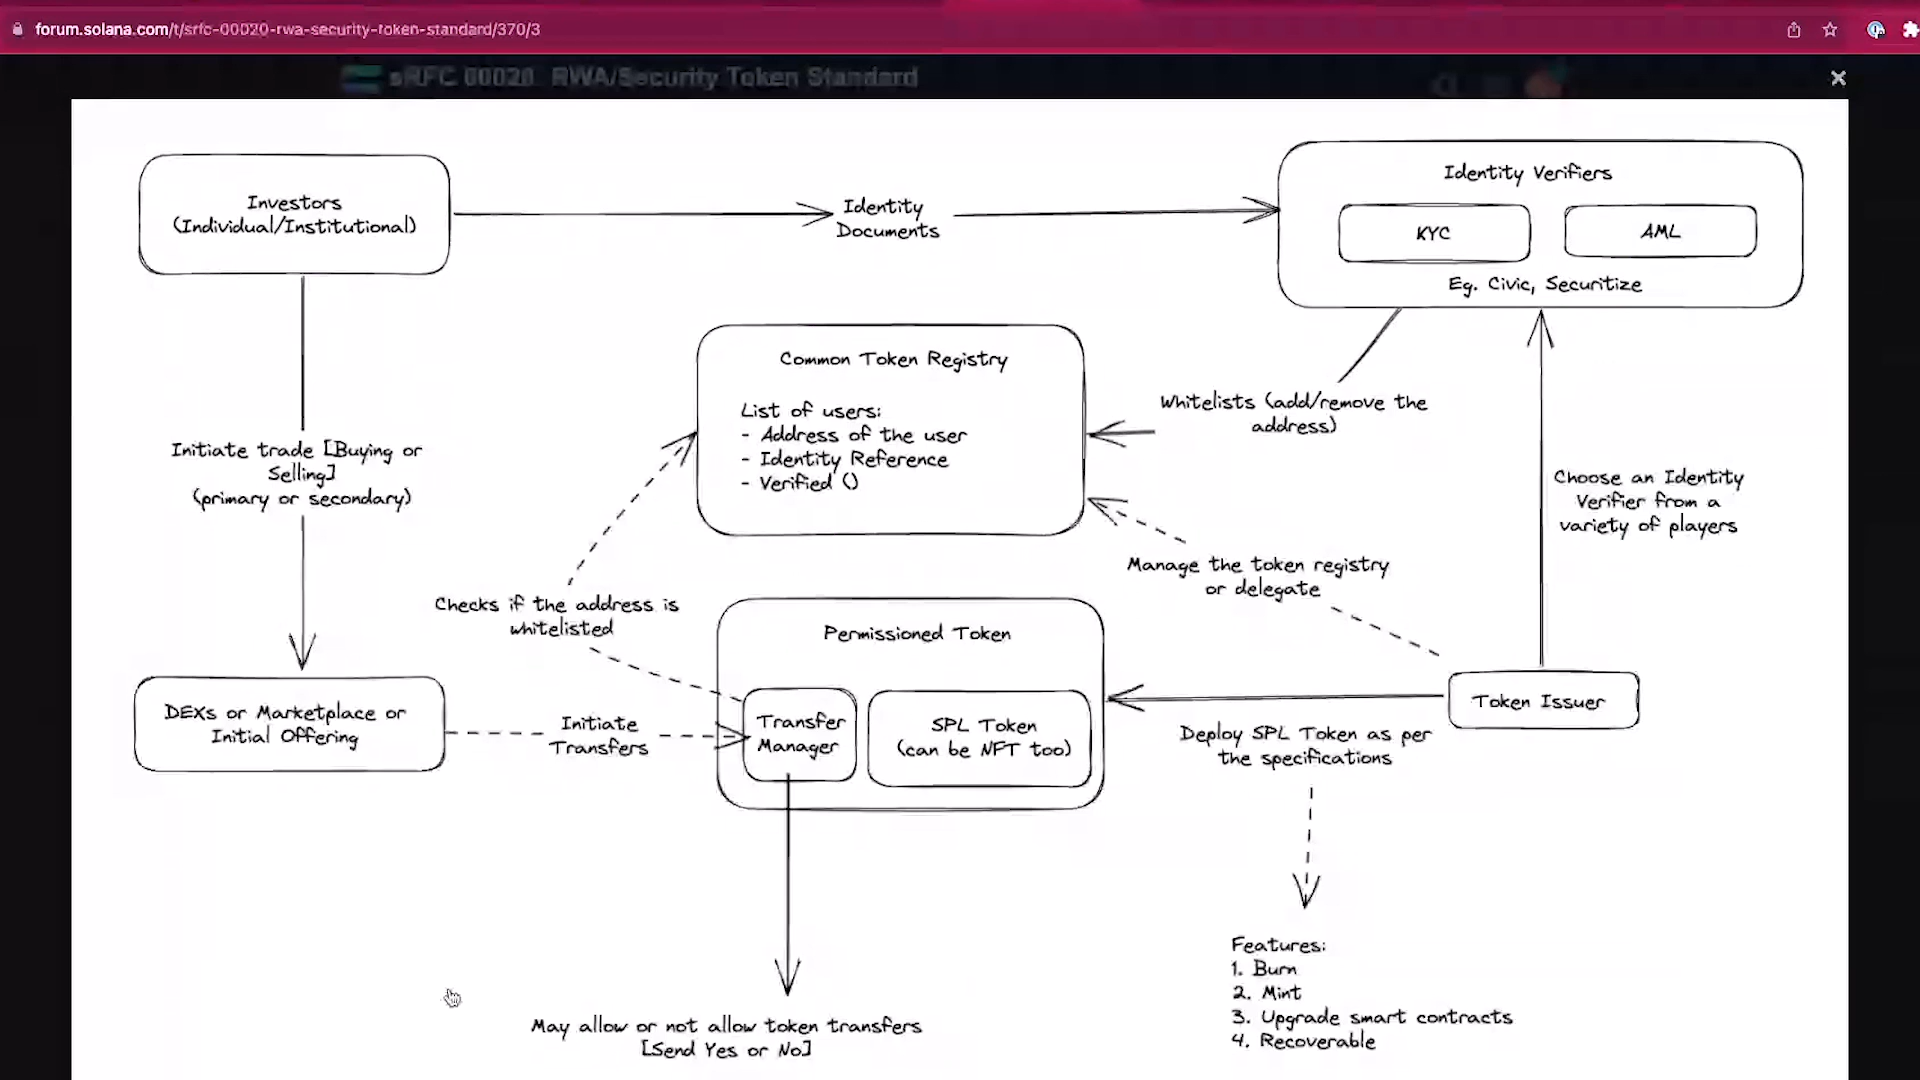 forum.solana.com/t/srfc-00020-rwa-security-token-standard/370/3
sRFC 00020 RWA/Security Token Standard
Investors
(Individual/Institutional)
Identity
Documents
Identity Verifiers
KYC
AML
Eg. Civic, Securitize
Common Token Registry
List of users:
- Address of the user
- Identity Reference
- Verified ()
Whitelists (add/remove the
address)
Initiate trade [Buying or
Selling]
(primary or secondary)
Choose an Identity
Verifier from a
variety of players
Manage the token registry
or delegate
Checks if the address is
whitelisted
Permissioned Token
Transfer
Manager
SPL Token
(can be NFT too)
Token Issuer
DEXs or Marketplace or
Initial Offering
Initiate
Transfers
Deploy SPL Token as per
the specifications
Features:
1. Burn
2. Mint
3. Upgrade smart contracts
4. Recoverable
May allow or not allow token transfers
[Send Yes or No]